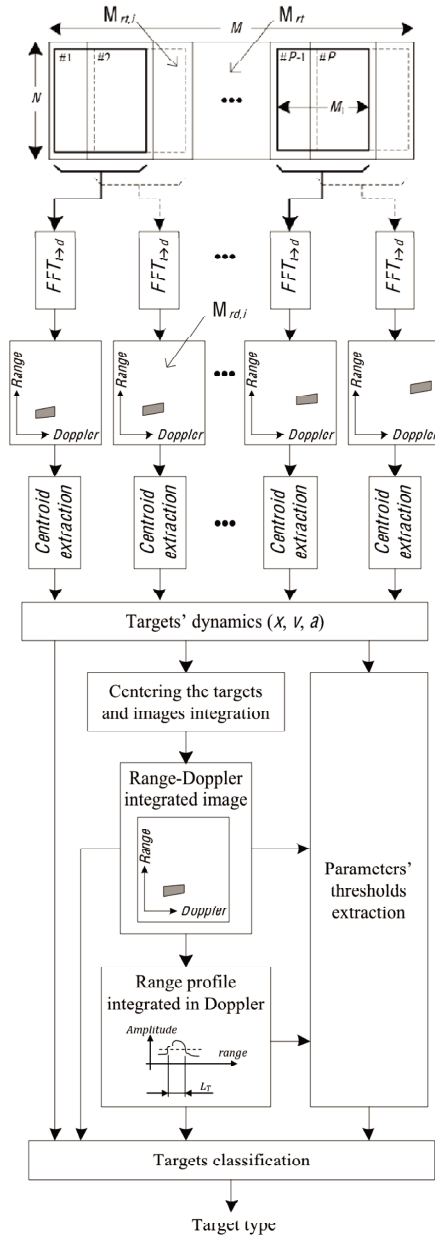 M
M_rt,i
M_rt
#1
#2
#P-1
#P
N
M_i
FFT_t→d
FFT_t→d
FFT_t→d
FFT_t→d
M_rd,i
Range
Doppler
Range
Doppler
Range
Doppler
Range
Doppler
Centroid
extraction
Centroid
extraction
Centroid
extraction
Centroid
extraction
Targets' dynamics (x, v, a)
Centering the targets
and images integration
Range-Doppler
integrated image
Range
Doppler
Parameters'
thresholds
extraction
Range profile
integrated in Doppler
Amplitude
range
L_T
Targets classification
Target type